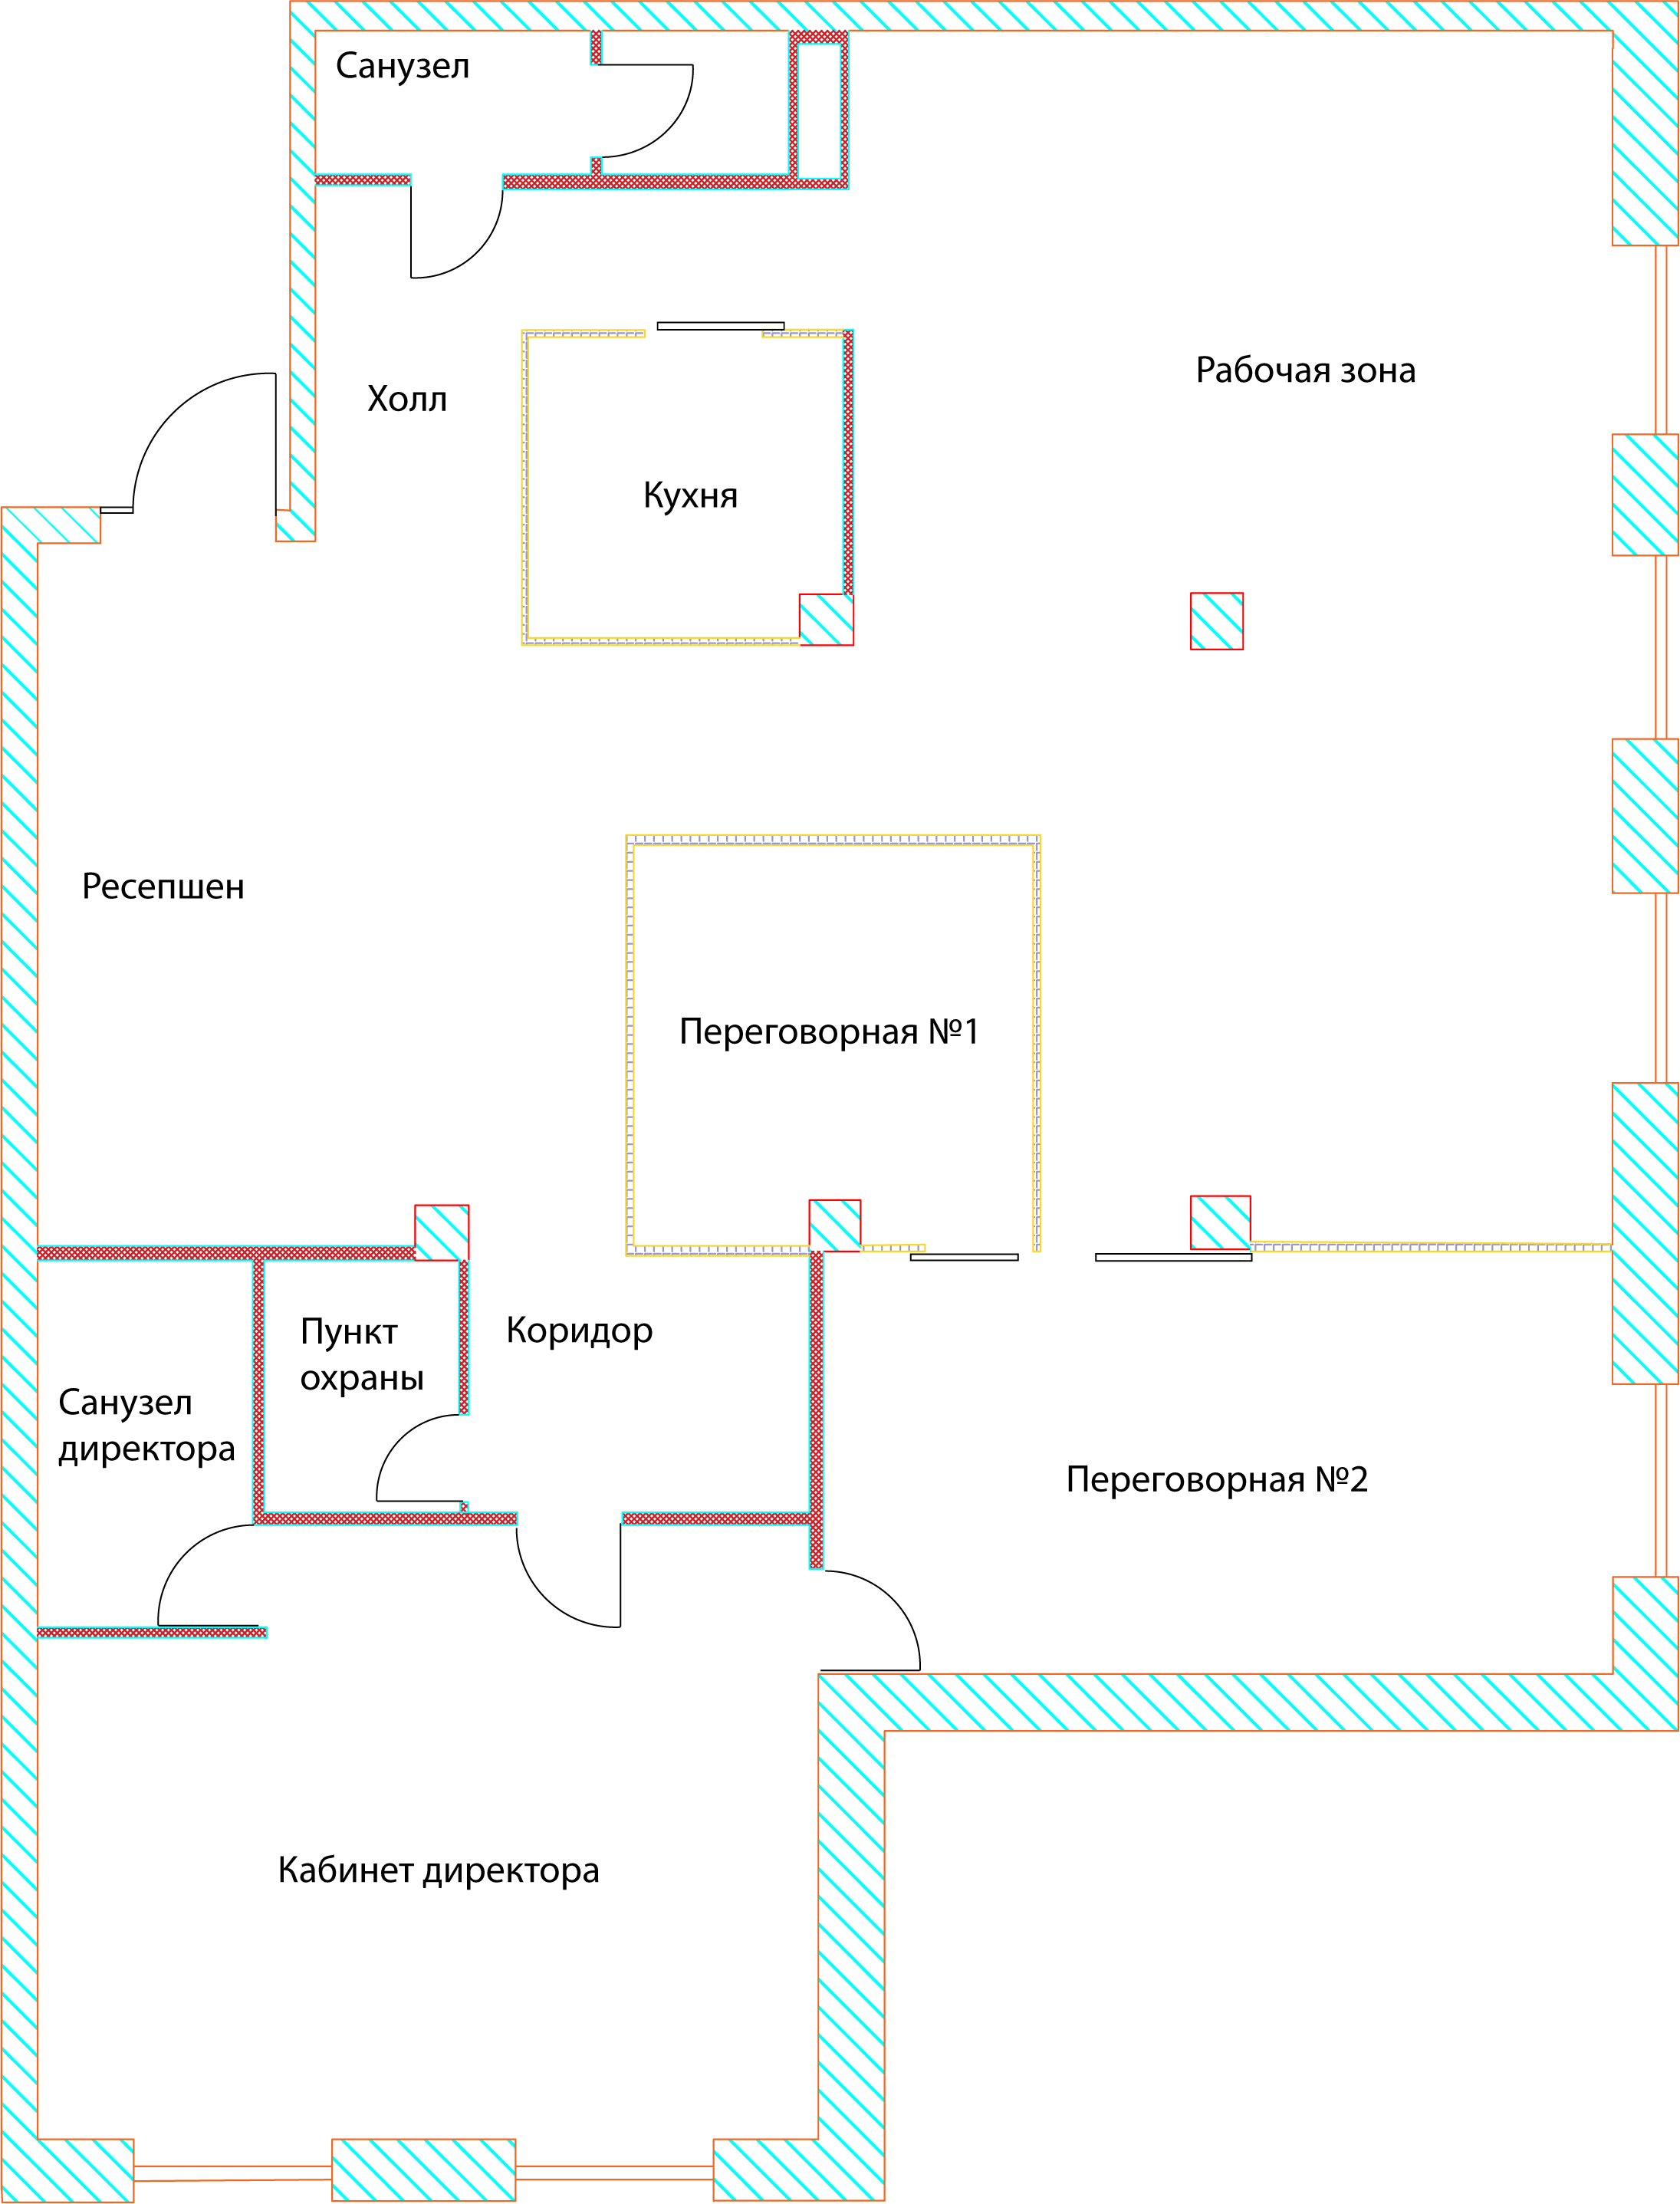 Санузел
Рабочая зона
Холл
Кухня
Ресепшен
Переговорная №1
Пункт
охраны
Коридор
Санузел
директора
Переговорная №2
Кабинет директора